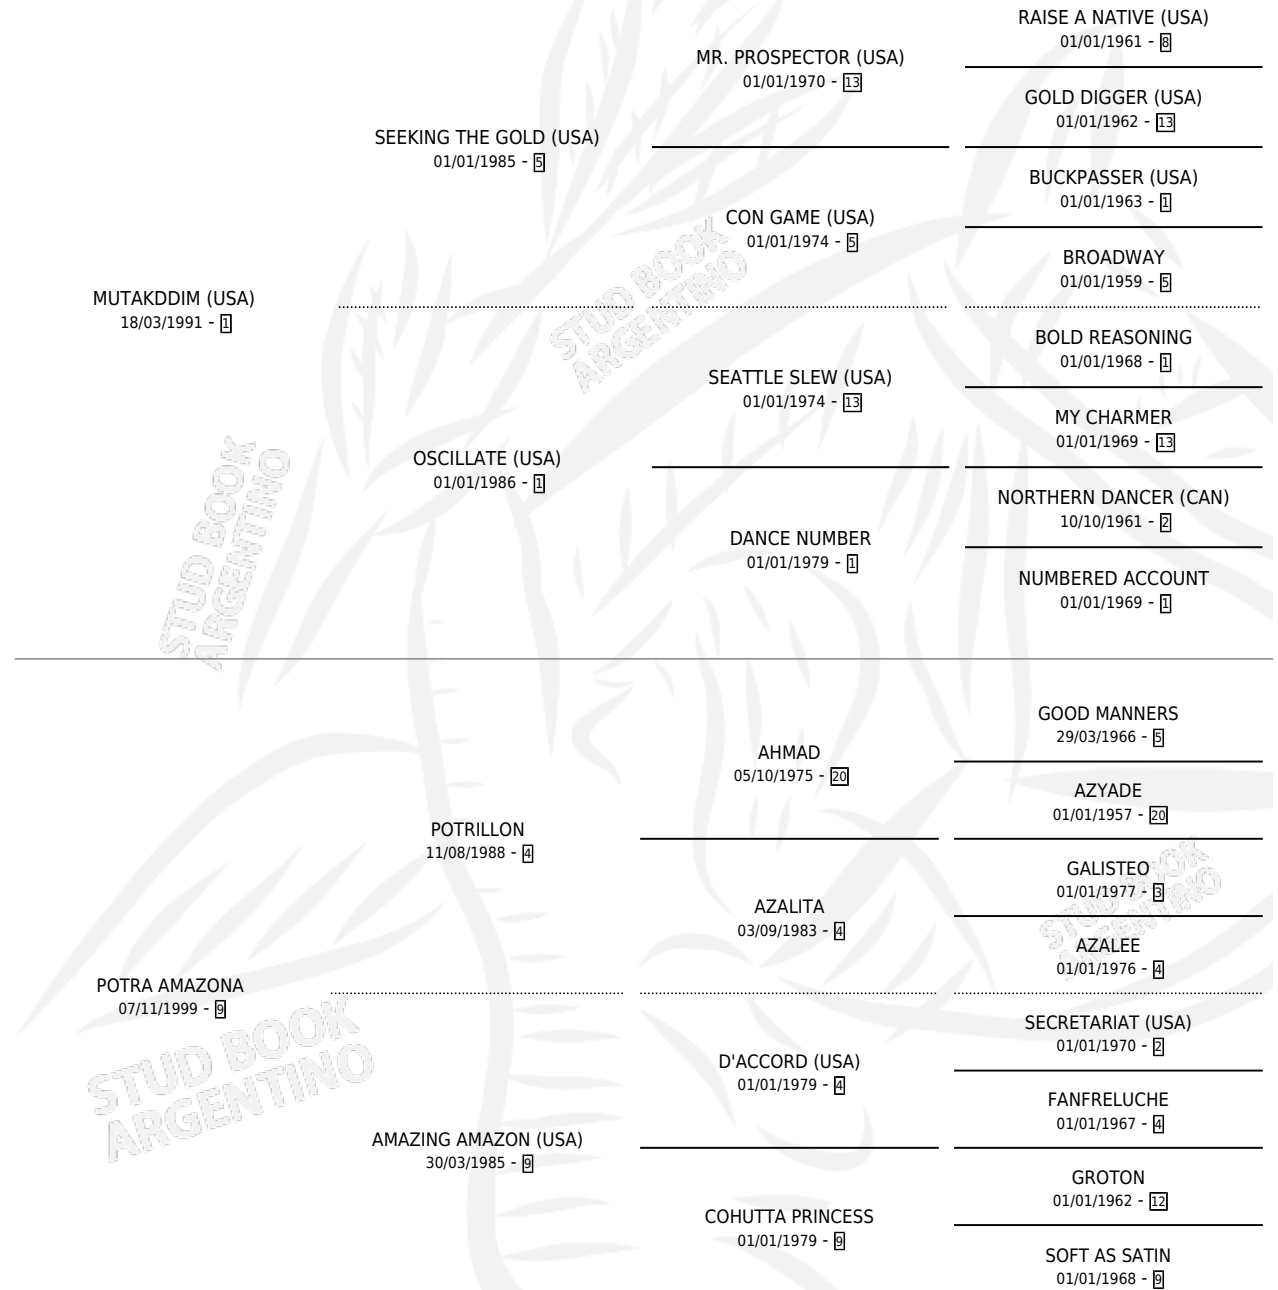 RAISE A NATIVE (USA)
01/01/1961 - 8
MR. PROSPECTOR (USA)
01/01/1970 - 13
GOLD DIGGER (USA)
01/01/1962 - 13
SEEKING THE GOLD (USA)
01/01/1985 - 5
BUCKPASSER (USA)
01/01/1963 - 1
CON GAME (USA)
01/01/1974 - 5
BROADWAY
01/01/1959 - 5
MUTAKDDIM (USA)
18/03/1991 - 1
BOLD REASONING
01/01/1968 - 1
SEATTLE SLEW (USA)
01/01/1974 - 13
MY CHARMER
01/01/1969 - 13
OSCILLATE (USA)
01/01/1986 - 1
NORTHERN DANCER (CAN)
10/10/1961 - 2
DANCE NUMBER
01/01/1979 - 1
NUMBERED ACCOUNT
01/01/1969 - 1
GOOD MANNERS
29/03/1966 - 5
AHMAD
05/10/1975 - 20
AZYADE
01/01/1957 - 20
POTRILLON
11/08/1988 - 4
GALISTEO
01/01/1977 - 3
AZALITA
03/09/1983 - 4
AZALEE
01/01/1976 - 4
POTRA AMAZONA
07/11/1999 - 9
SECRETARIAT (USA)
01/01/1970 - 2
D'ACCORD (USA)
01/01/1979 - 4
FANFRELUCHE
01/01/1967 - 4
AMAZING AMAZON (USA)
30/03/1985 - 9
GROTON
01/01/1962 - 12
COHUTTA PRINCESS
01/01/1979 - 9
SOFT AS SATIN
01/01/1968 - 9
STUD BOOK
ARGENTINO
STUD BOOK
ARGENTINO
STUD BOOK
ARGENTINO
STUD BOOK
ARGENTINO